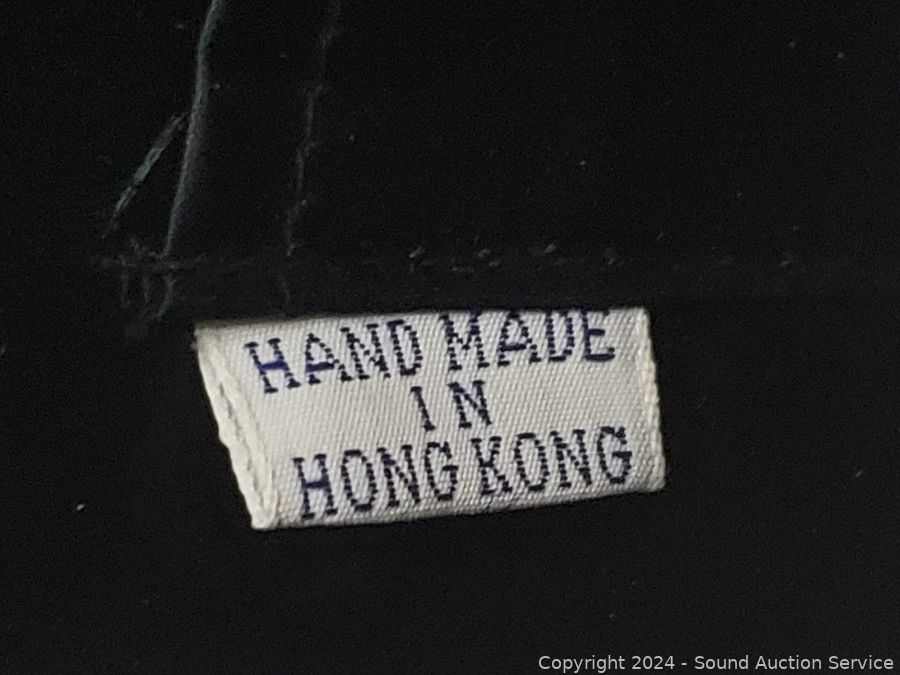 HAND MADE
IN
HONG KONG
Copyright 2024 - Sound Auction Service